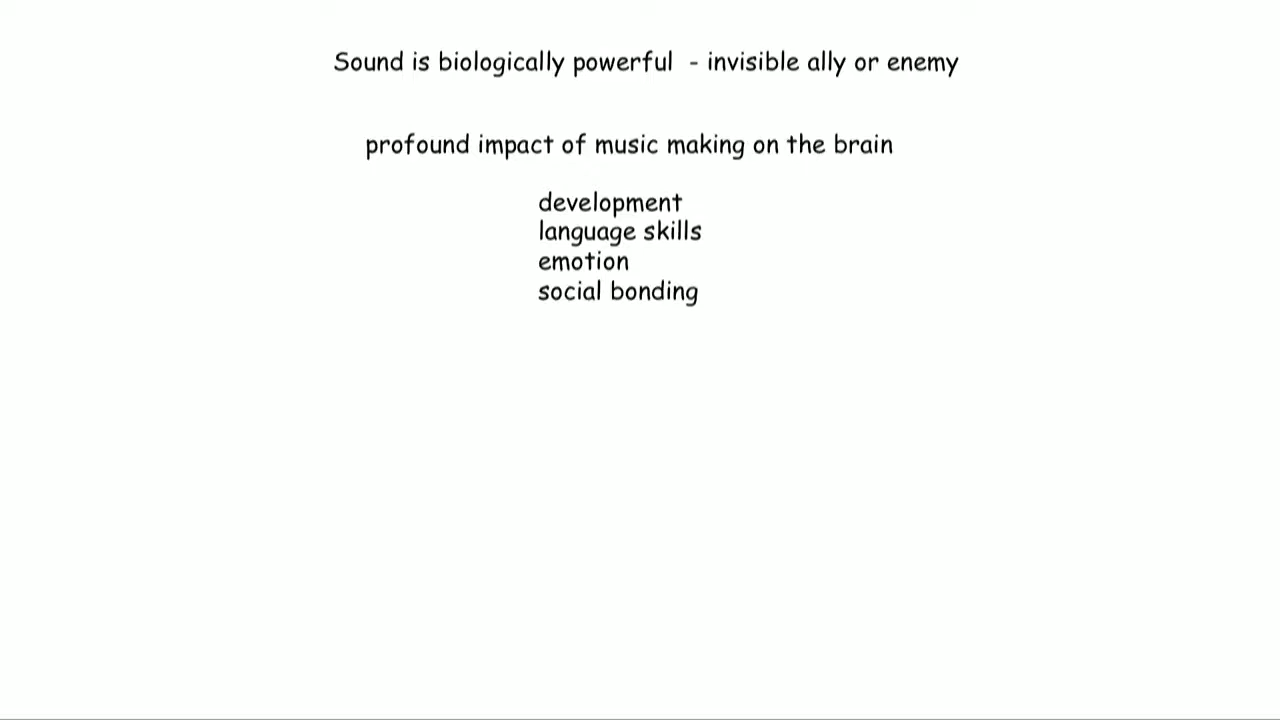 Sound is biologically powerful - invisible ally or enemy
profound impact of music making on the brain
development
language skills
emotion
social bonding